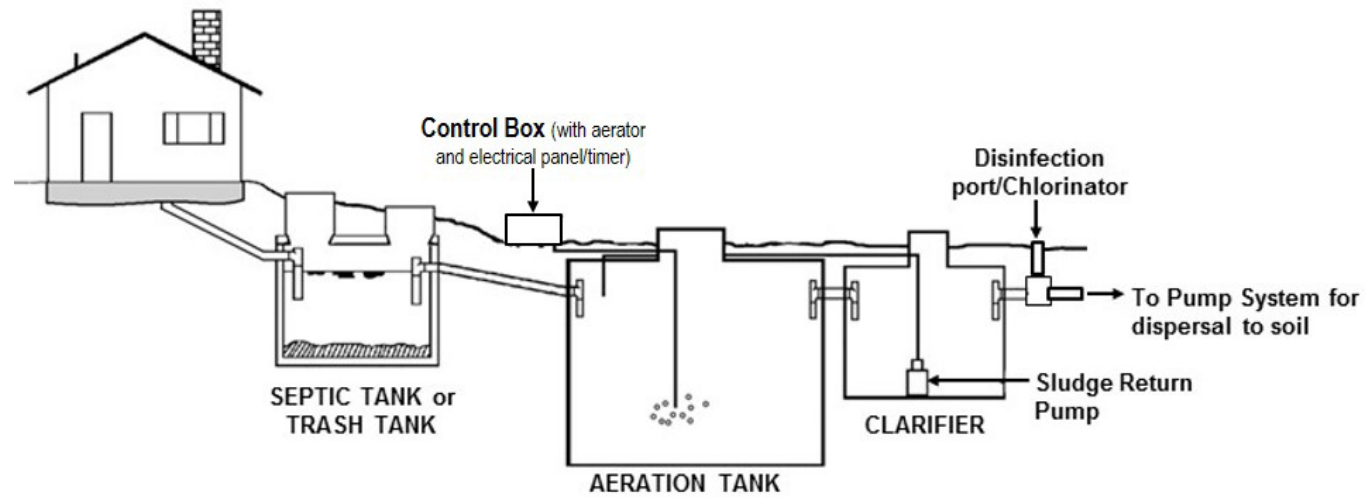 Control Box (with aerator
and electrical panel/timer)
Disinfection
port/Chlorinator
To Pump System for
dispersal to soil
Sludge Return
Pump
SEPTIC TANK or
TRASH TANK
CLARIFIER
AERATION TANK